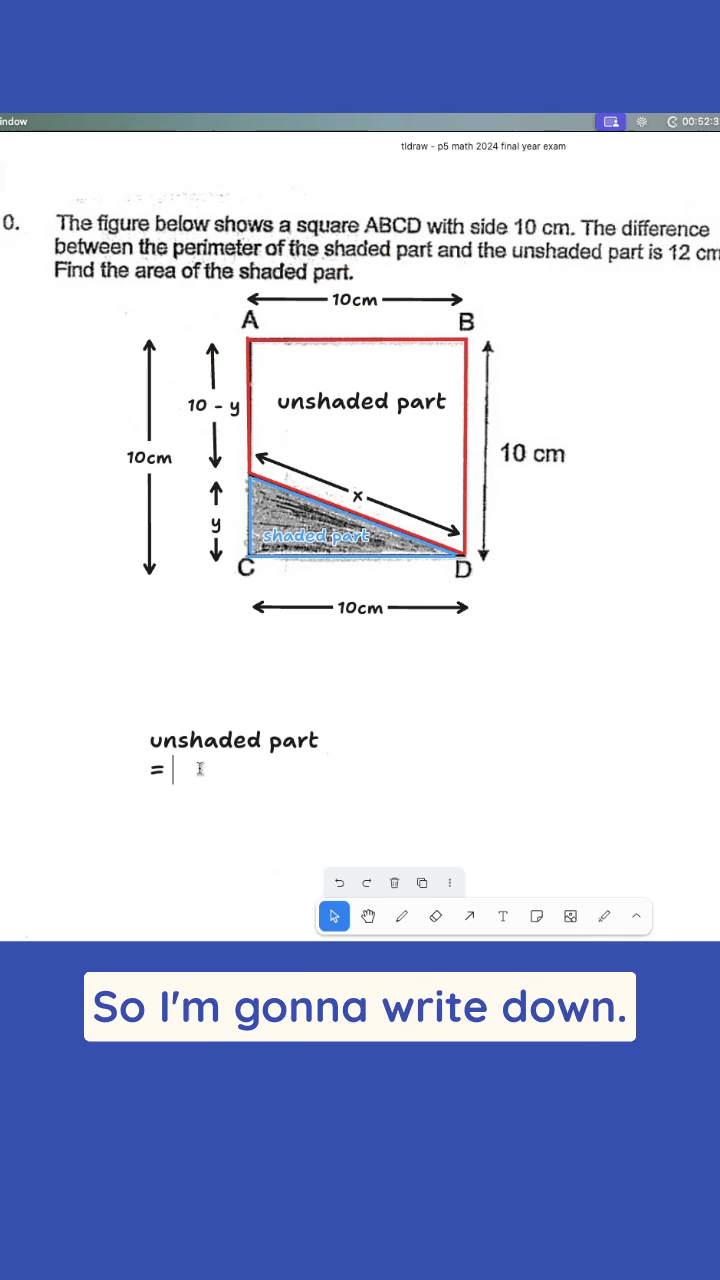 indow
00:52:3
tldraw - p5 math 2024 final year exam
0. The figure below shows a square ABCD with side 10 cm. The difference
between the perimeter of the shaded part and the unshaded part is 12 cm
Find the area of the shaded part.
10cm
A B
10 - y unshaded part
10cm 10 cm
x
y shaded part
C D
10cm
unshaded part
=
T
So I'm gonna write down.